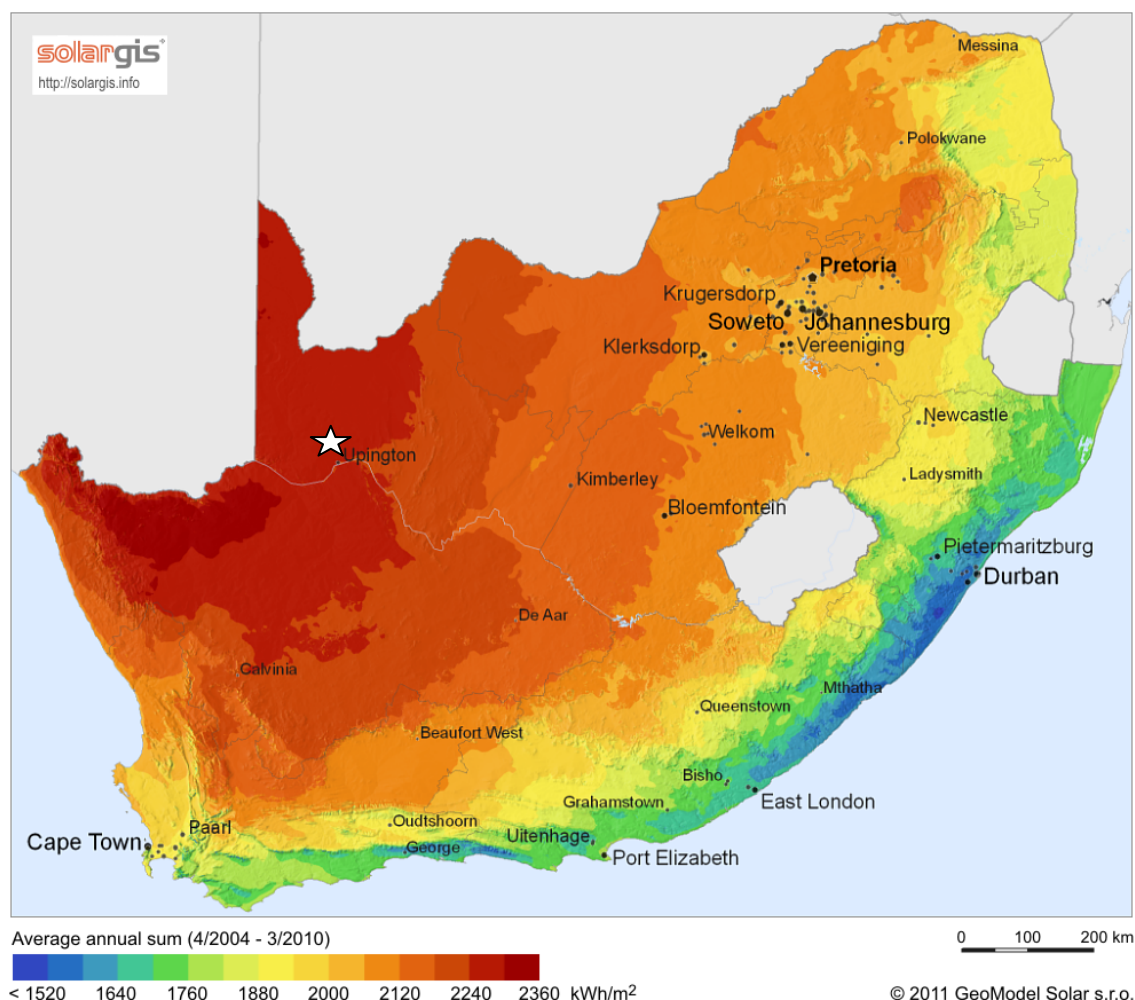 solargis
http://solargis.info
Messina
Polokwane
Pretoria
Krugersdorp
Soweto
Johannesburg
Klerksdorp
Vereeniging
Newcastle
Welkom
Upington
Ladysmith
Kimberley
Bloemfontein
Pietermaritzburg
Durban
De Aar
Calvinia
Mthatha
Queenstown
Beaufort West
Bisho
Grahamstown
East London
Oudtshoorn
Paarl
Uitenhage
Cape Town
George
Port Elizabeth
Average annual sum (4/2004 - 3/2010)
0 100 200 km
< 1520 1640 1760 1880 2000 2120 2240 2360 kWh/m²
© 2011 GeoModel Solar s.r.o.